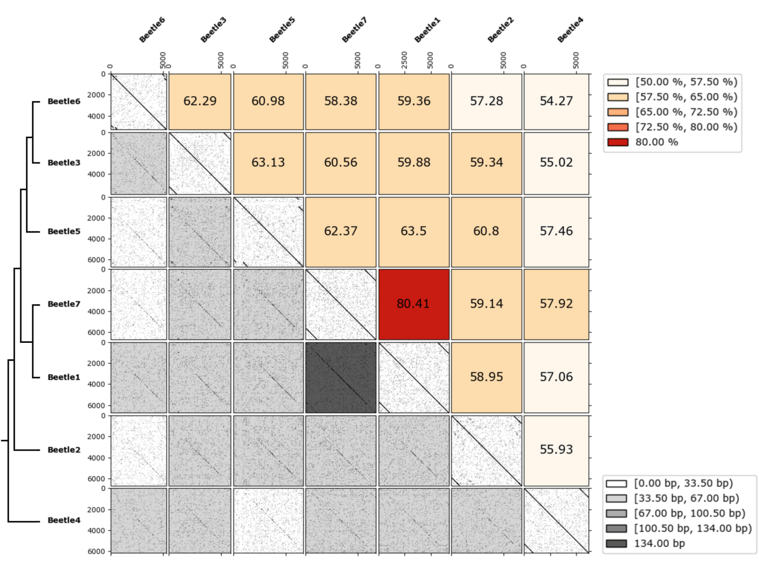 Beetle6 Beetle3 Beetle5 Beetle7 Beetle1 Beetle2 Beetle4
0 5000 0 5000 0 5000 0 5000 0 2500 5000 0 5000 0 5000
0
Beetle6 2000 62.29 60.98 58.38 59.36 57.28 54.27
4000
0
Beetle3 2000 63.13 60.56 59.88 59.34 55.02
4000
0
Beetle5 2000 62.37 63.5 60.8 57.46
4000
6000
0
Beetle7 2000 80.41 59.14 57.92
4000
6000
0
Beetle1 2000 58.95 57.06
4000
6000
0
Beetle2 2000 55.93
4000
6000
0
Beetle4 2000
4000
6000
[50.00 %, 57.50 %)
[57.50 %, 65.00 %)
[65.00 %, 72.50 %)
[72.50 %, 80.00 %)
80.00 %
[0.00 bp, 33.50 bp)
[33.50 bp, 67.00 bp)
[67.00 bp, 100.50 bp)
[100.50 bp, 134.00 bp)
134.00 bp